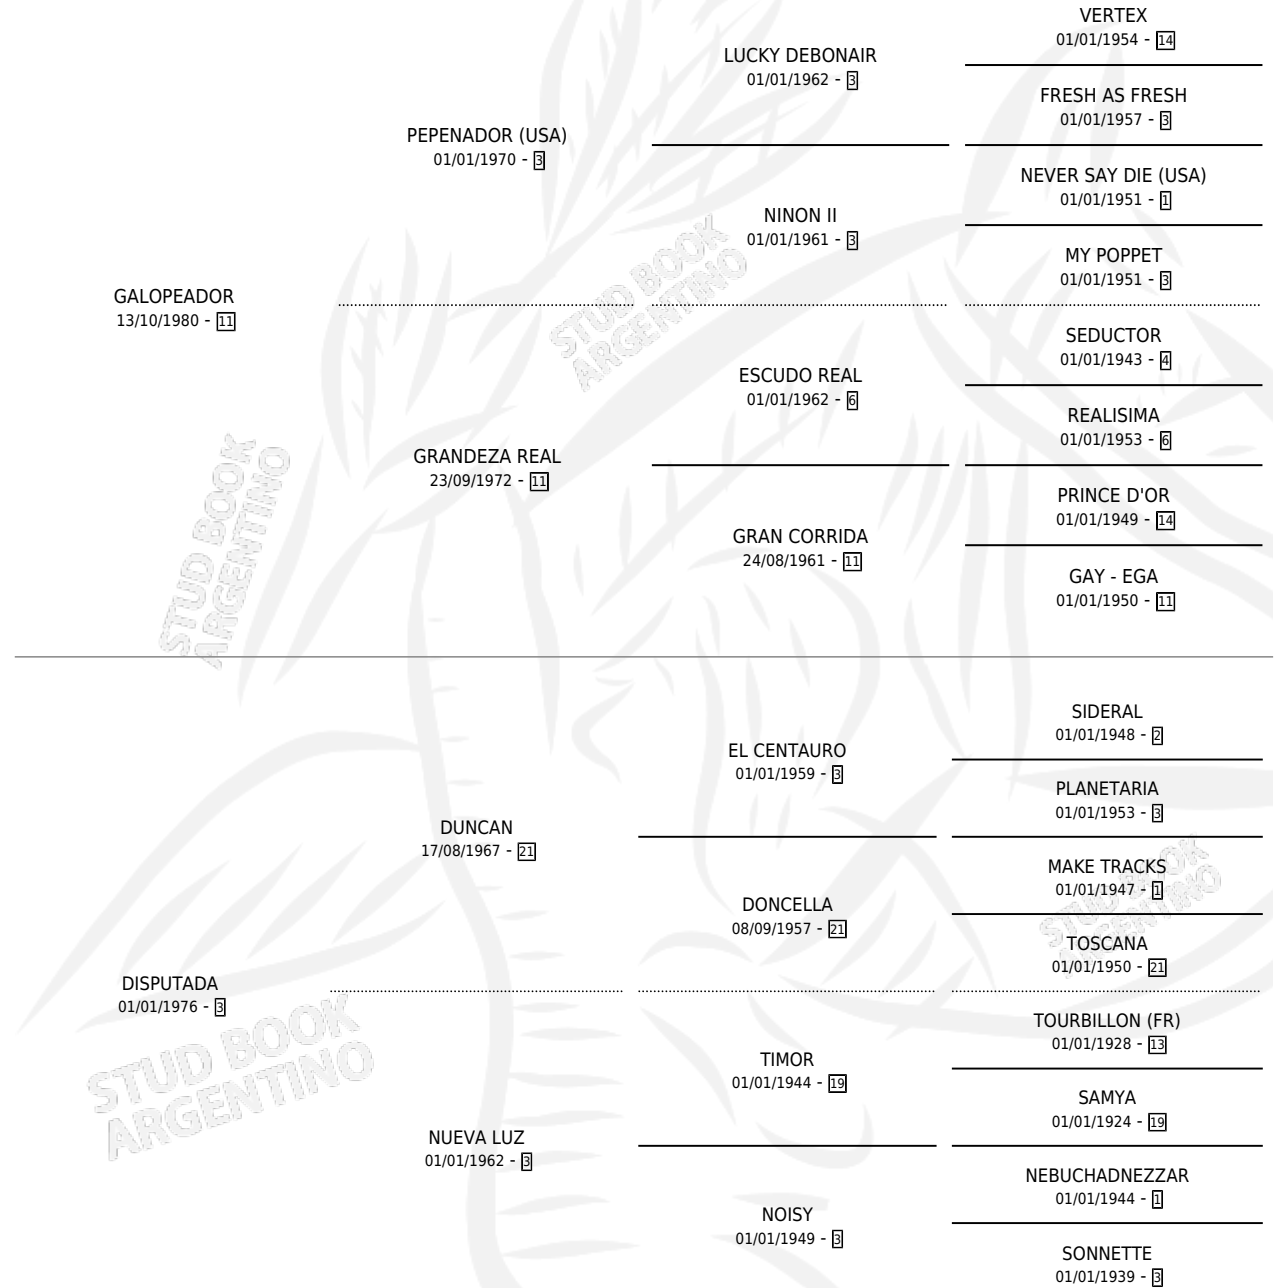 VERTEX
01/01/1954 - 14
LUCKY DEBONAIR
01/01/1962 - 3
FRESH AS FRESH
01/01/1957 - 3
PEPENADOR (USA)
01/01/1970 - 3
NEVER SAY DIE (USA)
01/01/1951 - 1
NINON II
01/01/1961 - 3
MY POPPET
01/01/1951 - 3
GALOPEADOR
13/10/1980 - 11
STUD BOOK
ARGENTINO
SEDUCTOR
01/01/1943 - 4
ESCUDO REAL
01/01/1962 - 6
REALISIMA
01/01/1953 - 6
GRANDEZA REAL
23/09/1972 - 11
PRINCE D'OR
01/01/1949 - 14
GRAN CORRIDA
24/08/1961 - 11
GAY - EGA
01/01/1950 - 11
STUD BOOK
ARGENTINO
SIDERAL
01/01/1948 - 2
EL CENTAURO
01/01/1959 - 3
PLANETARIA
01/01/1953 - 3
DUNCAN
17/08/1967 - 21
MAKE TRACKS
01/01/1947 - 1
DONCELLA
08/09/1957 - 21
STUD BOOK
ARGENTINO
TOSCANA
01/01/1950 - 21
DISPUTADA
01/01/1976 - 3
TOURBILLON (FR)
01/01/1928 - 13
TIMOR
01/01/1944 - 19
SAMYA
01/01/1924 - 19
STUD BOOK
ARGENTINO
NUEVA LUZ
01/01/1962 - 3
NEBUCHADNEZZAR
01/01/1944 - 1
NOISY
01/01/1949 - 3
SONNETTE
01/01/1939 - 3